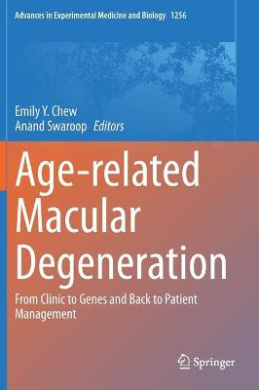 Advances in Experimental Medicine and Biology 1256
Emily Y. Chew
Anand Swaroop Editors
Age-related
Macular
Degeneration
From Clinic to Genes and Back to Patient
Management
Springer